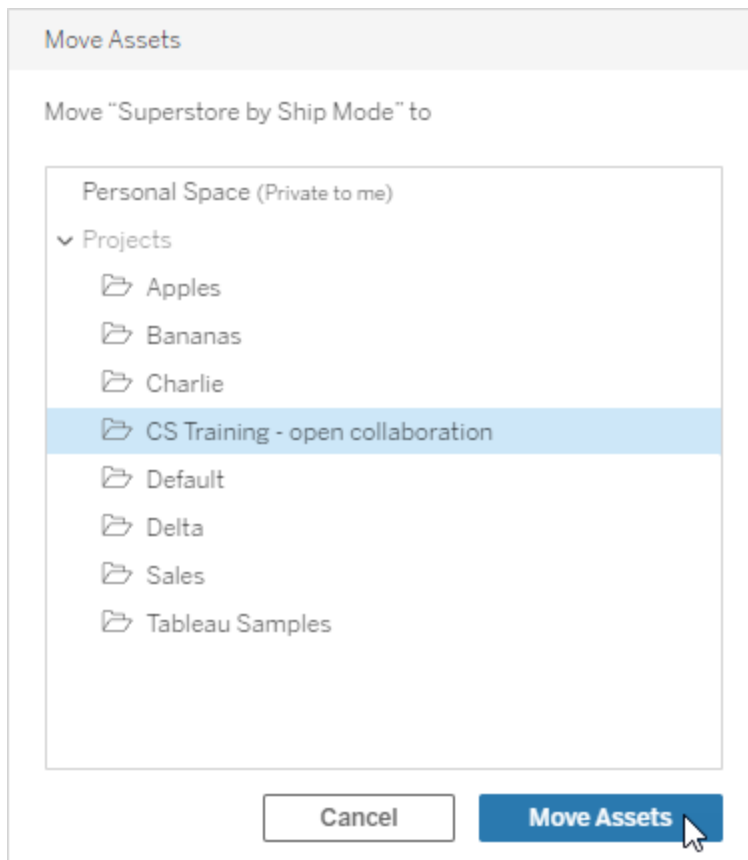 Move Assets
Move “Superstore by Ship Mode” to
Personal Space (Private to me)
Projects
Apples
Bananas
Charlie
CS Training - open collaboration
Default
Delta
Sales
Tableau Samples
Cancel Move Assets